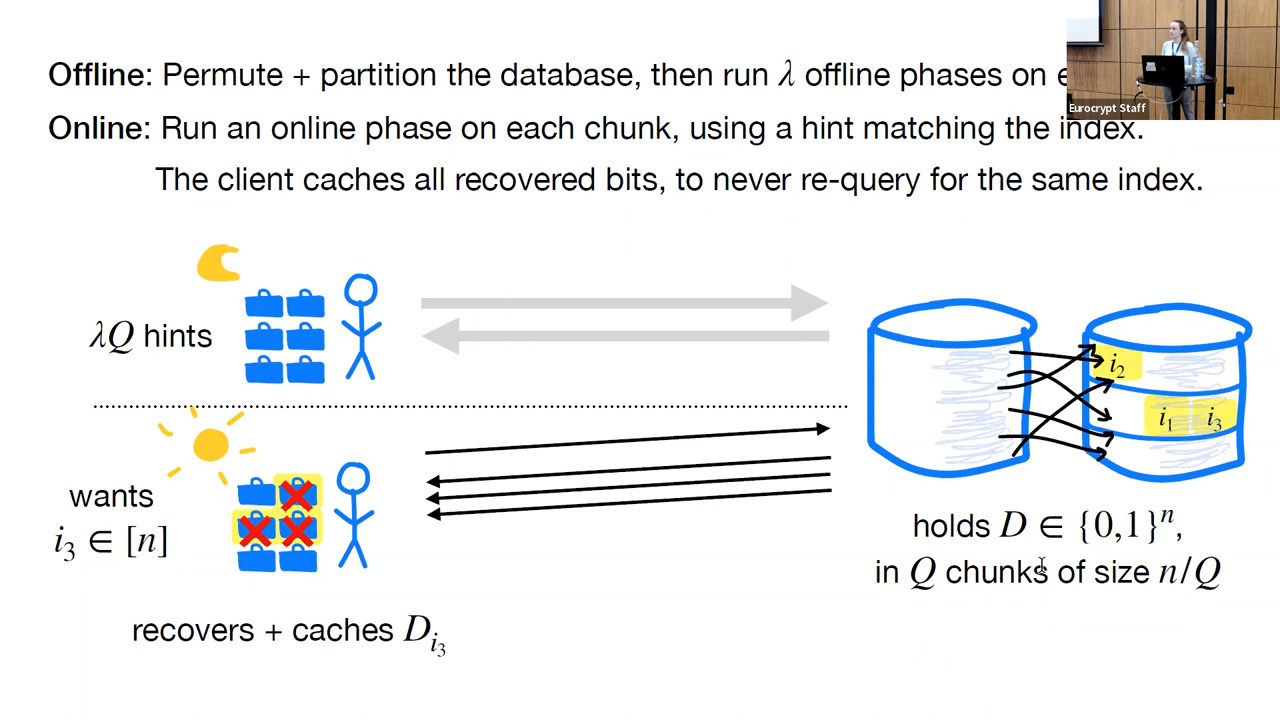 Offline: Permute + partition the database, then run λ offline phases on
Online: Run an online phase on each chunk, using a hint matching the index.
The client caches all recovered bits, to never re-query for the same index.
Eurocrypt Staff
λQ hints
i₂
i₁ i₃
wants
i₃ ∈ [n]
holds D ∈ {0,1}ⁿ,
in Q chunks of size n/Q
recovers + caches D_{i₃}